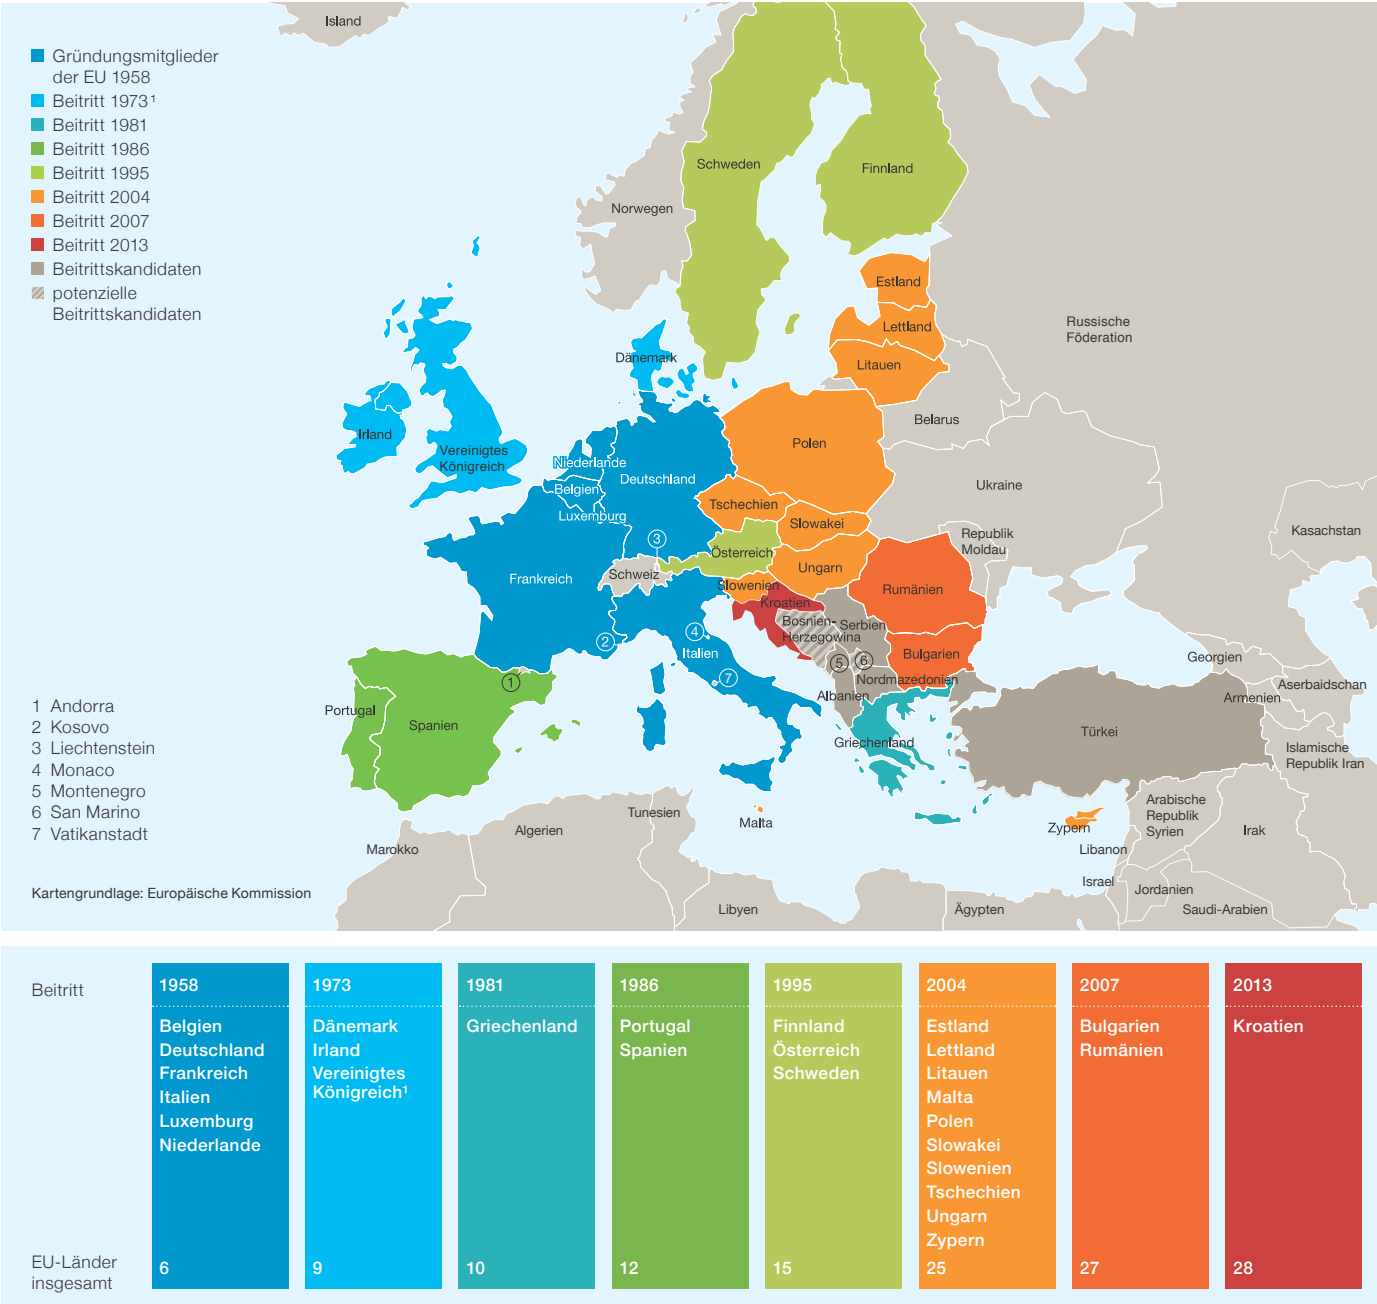 Island
Gründungsmitglieder
der EU 1958
Beitritt 1973¹
Beitritt 1981
Beitritt 1986
Beitritt 1995
Beitritt 2004
Beitritt 2007
Beitritt 2013
Beitrittskandidaten
potenzielle
Beitrittskandidaten
Schweden
Finnland
Norwegen
Estland
Lettland
Litauen
Russische
Föderation
Dänemark
Belarus
Irland
Vereinigtes
Königreich
Polen
Niederlande
Deutschland
Belgien
Luxemburg
Ukraine
Tschechien
Slowakei
Republik
Moldau
Kasachstan
3
Österreich
Schweiz
Ungarn
Frankreich
Slowenien
Rumänien
Kroatien
Bosnien-
Herzegowina
Serbien
2
4
Italien
5
6
Bulgarien
Georgien
1
7
Nordmazedonien
Albanien
Armenien
Aserbaidschan
Portugal
Spanien
Griechenland
Türkei
Islamische
Republik Iran
1 Andorra
2 Kosovo
3 Liechtenstein
4 Monaco
5 Montenegro
6 San Marino
7 Vatikanstadt
Tunesien
Algerien
Malta
Marokko
Zypern
Arabische
Republik
Syrien
Irak
Libanon
Israel
Jordanien
Kartengrundlage: Europäische Kommission
Libyen
Ägypten
Saudi-Arabien
Beitritt
1958
Belgien
Deutschland
Frankreich
Italien
Luxemburg
Niederlande
1973
Dänemark
Irland
Vereinigtes
Königreich¹
1981
Griechenland
1986
Portugal
Spanien
1995
Finnland
Österreich
Schweden
2004
Estland
Lettland
Litauen
Malta
Polen
Slowakei
Slowenien
Tschechien
Ungarn
Zypern
2007
Bulgarien
Rumänien
2013
Kroatien
EU-Länder
insgesamt
6
9
10
12
15
25
27
28